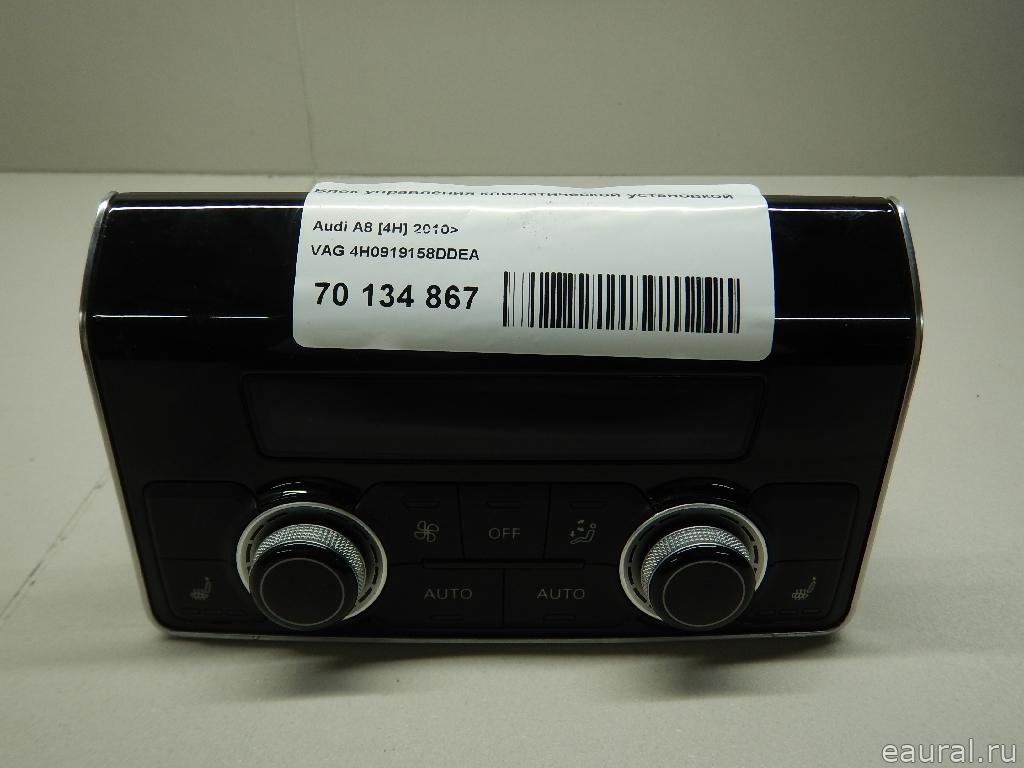 Блок управления климатической установкой
Audi A8 [4H] 2010>
VAG 4H0919158DDEA
70 134 867
OFF
AUTO AUTO
eaural.ru